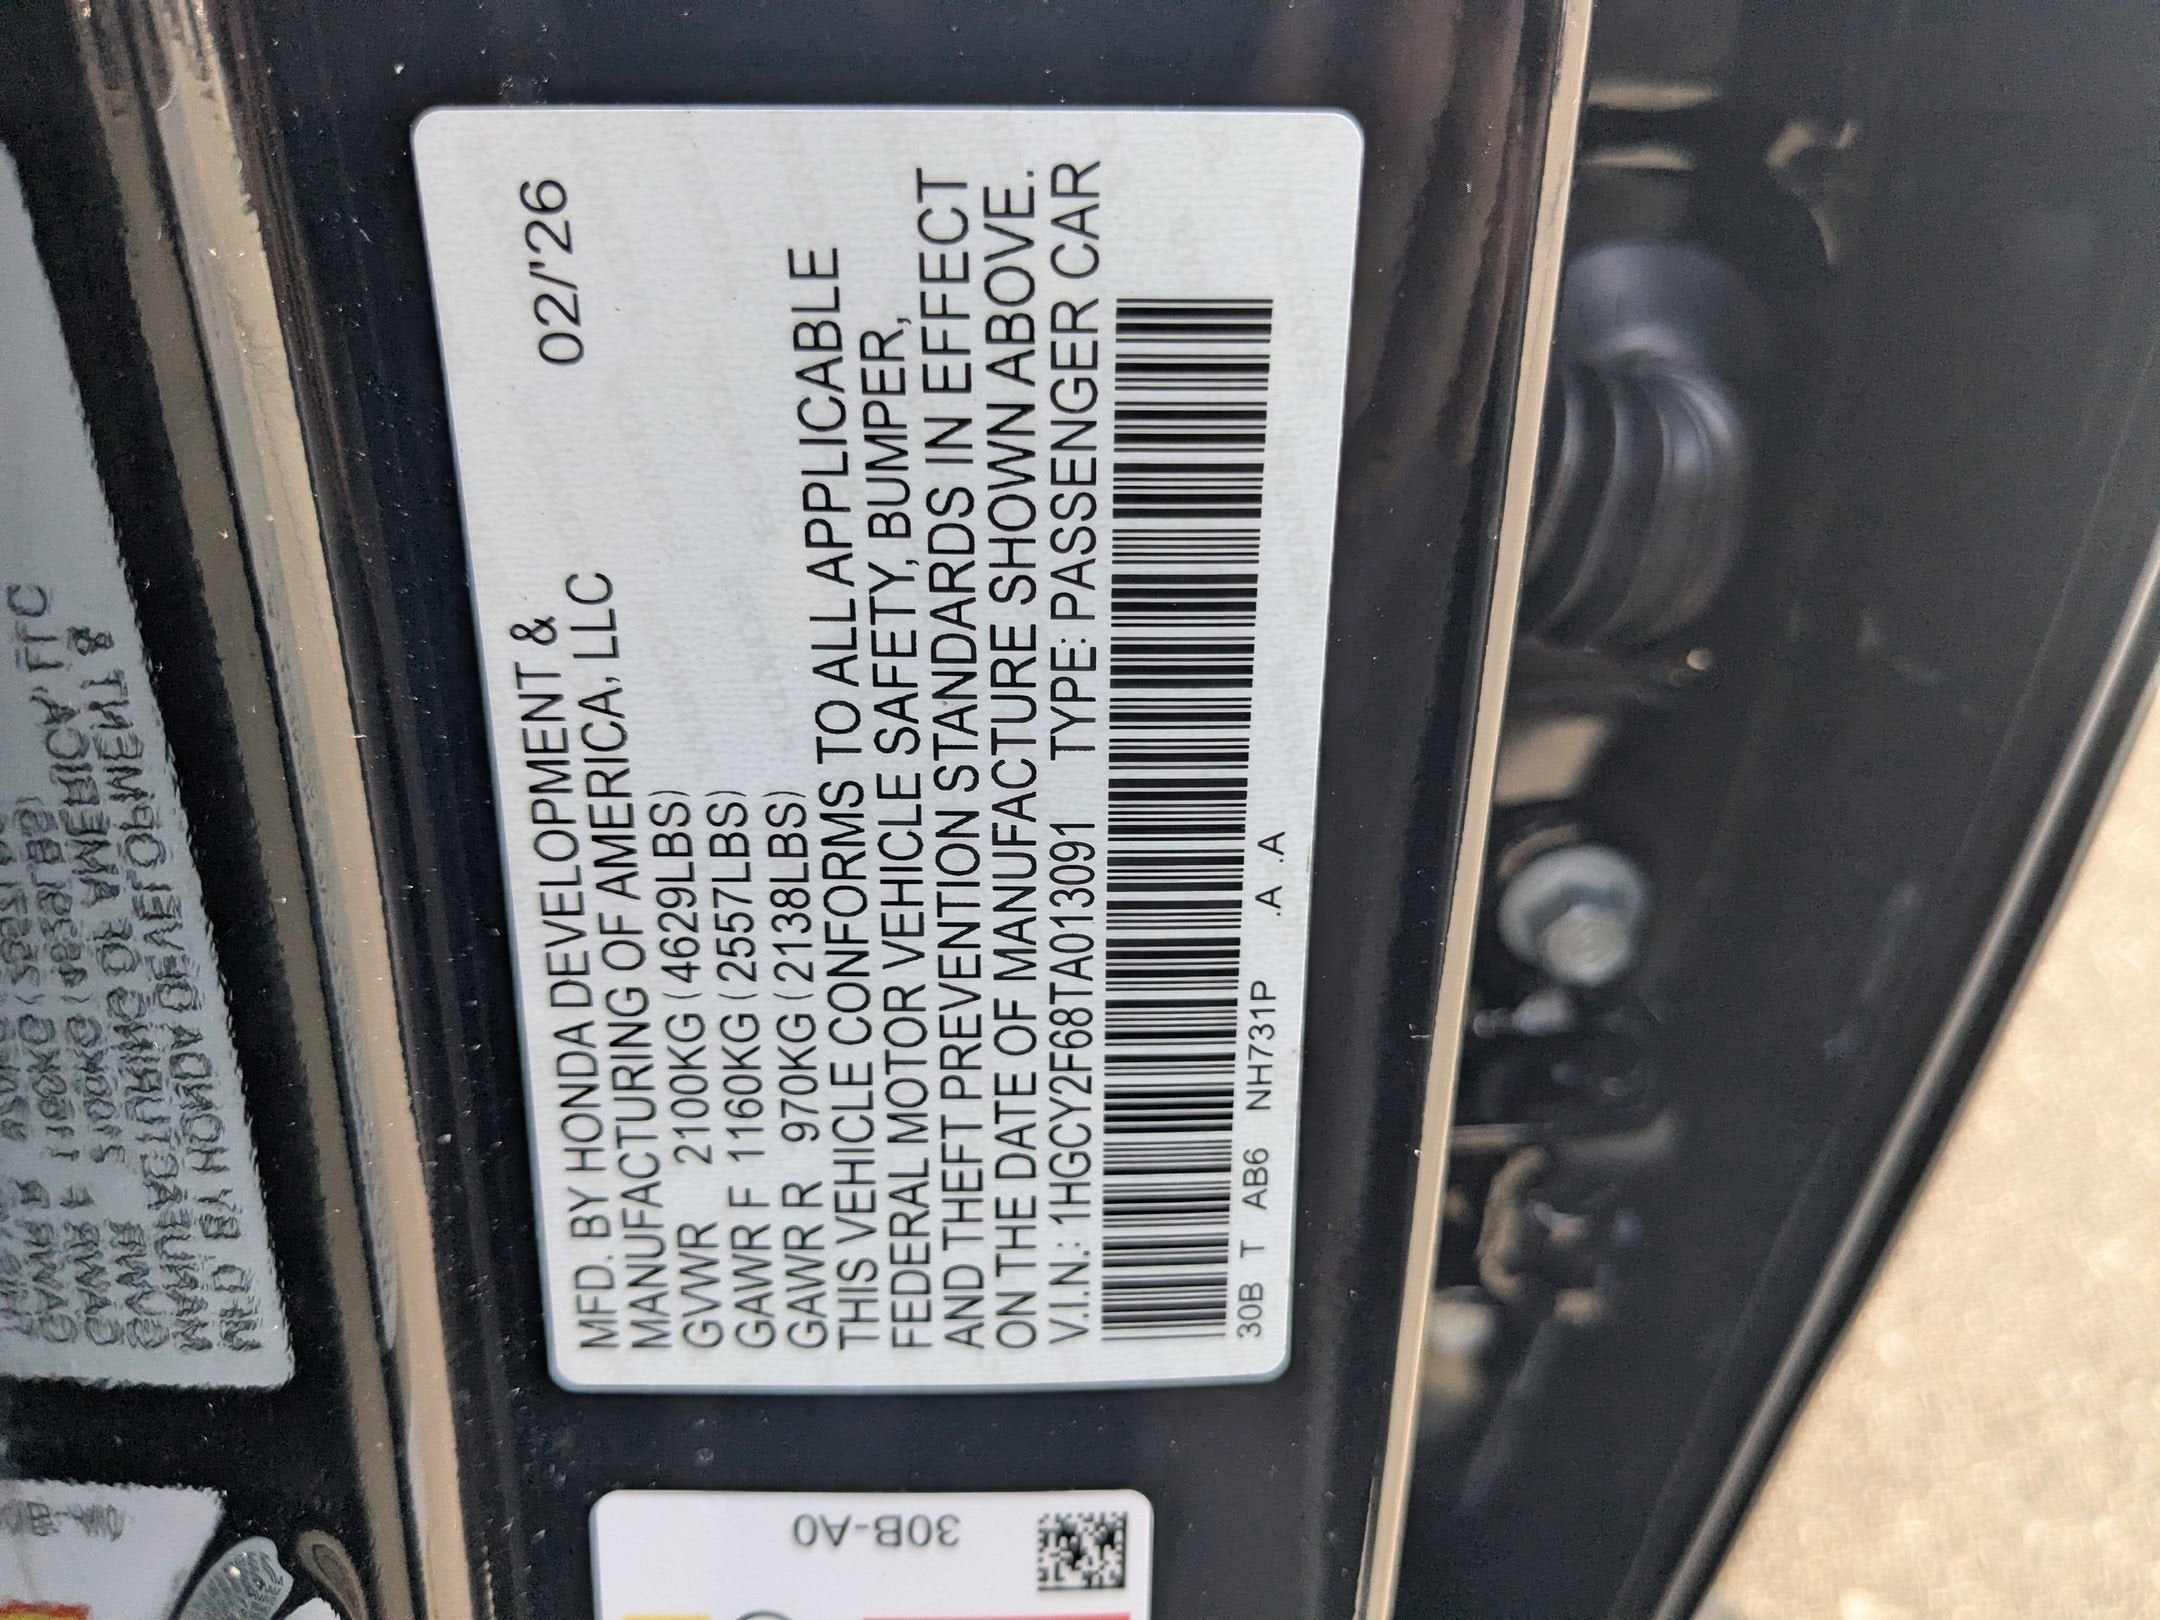 MFD. BY HONDA DEVELOPMENT & 02/'26
MANUFACTURING OF AMERICA, LLC
GVWR 2100KG (4629LBS)
GAWR F 1160KG (2557LBS)
GAWR R 970KG (2138LBS)
THIS VEHICLE CONFORMS TO ALL APPLICABLE
FEDERAL MOTOR VEHICLE SAFETY, BUMPER,
AND THEFT PREVENTION STANDARDS IN EFFECT
ON THE DATE OF MANUFACTURE SHOWN ABOVE.
V.I.N.: 1HGCY2F68TA013091 TYPE: PASSENGER CAR
30B T AB6 NH731P .A .A
30B-A0